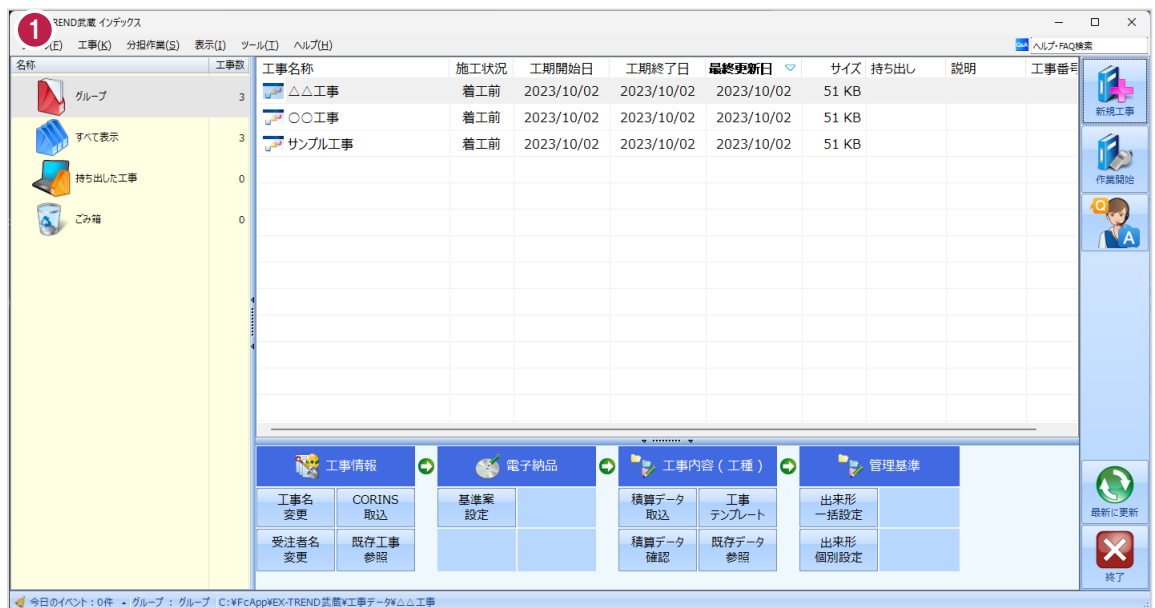 1
TREND武蔵 インデックス
(F) 工事(K) 分担作業(S) 表示(I) ツール(T) ヘルプ(H)
Q&A ヘルプ・FAQ検索
名称 工事数
グループ 3
すべて表示 3
持ち出した工事 0
ごみ箱 0
工事名称 施工状況 工期開始日 工期終了日 最終更新日 サイズ 持ち出し 説明 工事番号
△△工事 着工前 2023/10/02 2023/10/02 2023/10/02 51 KB
○○工事 着工前 2023/10/02 2023/10/02 2023/10/02 51 KB
サンプル工事 着工前 2023/10/02 2023/10/02 2023/10/02 51 KB
新規工事
作業開始
Q
A
最新に更新
終了
工事情報 電子納品 工事内容(工種) 管理基準
工事名
変更
CORINS
取込
基準案
設定
積算データ
取込
工事
テンプレート
出来形
一括設定
受注者名
変更
既存工事
参照
積算データ
確認
既存データ
参照
出来形
個別設定
今日のイベント:0件 グループ : グループ C:¥FcApp¥EX-TREND武蔵¥工事データ¥△△工事